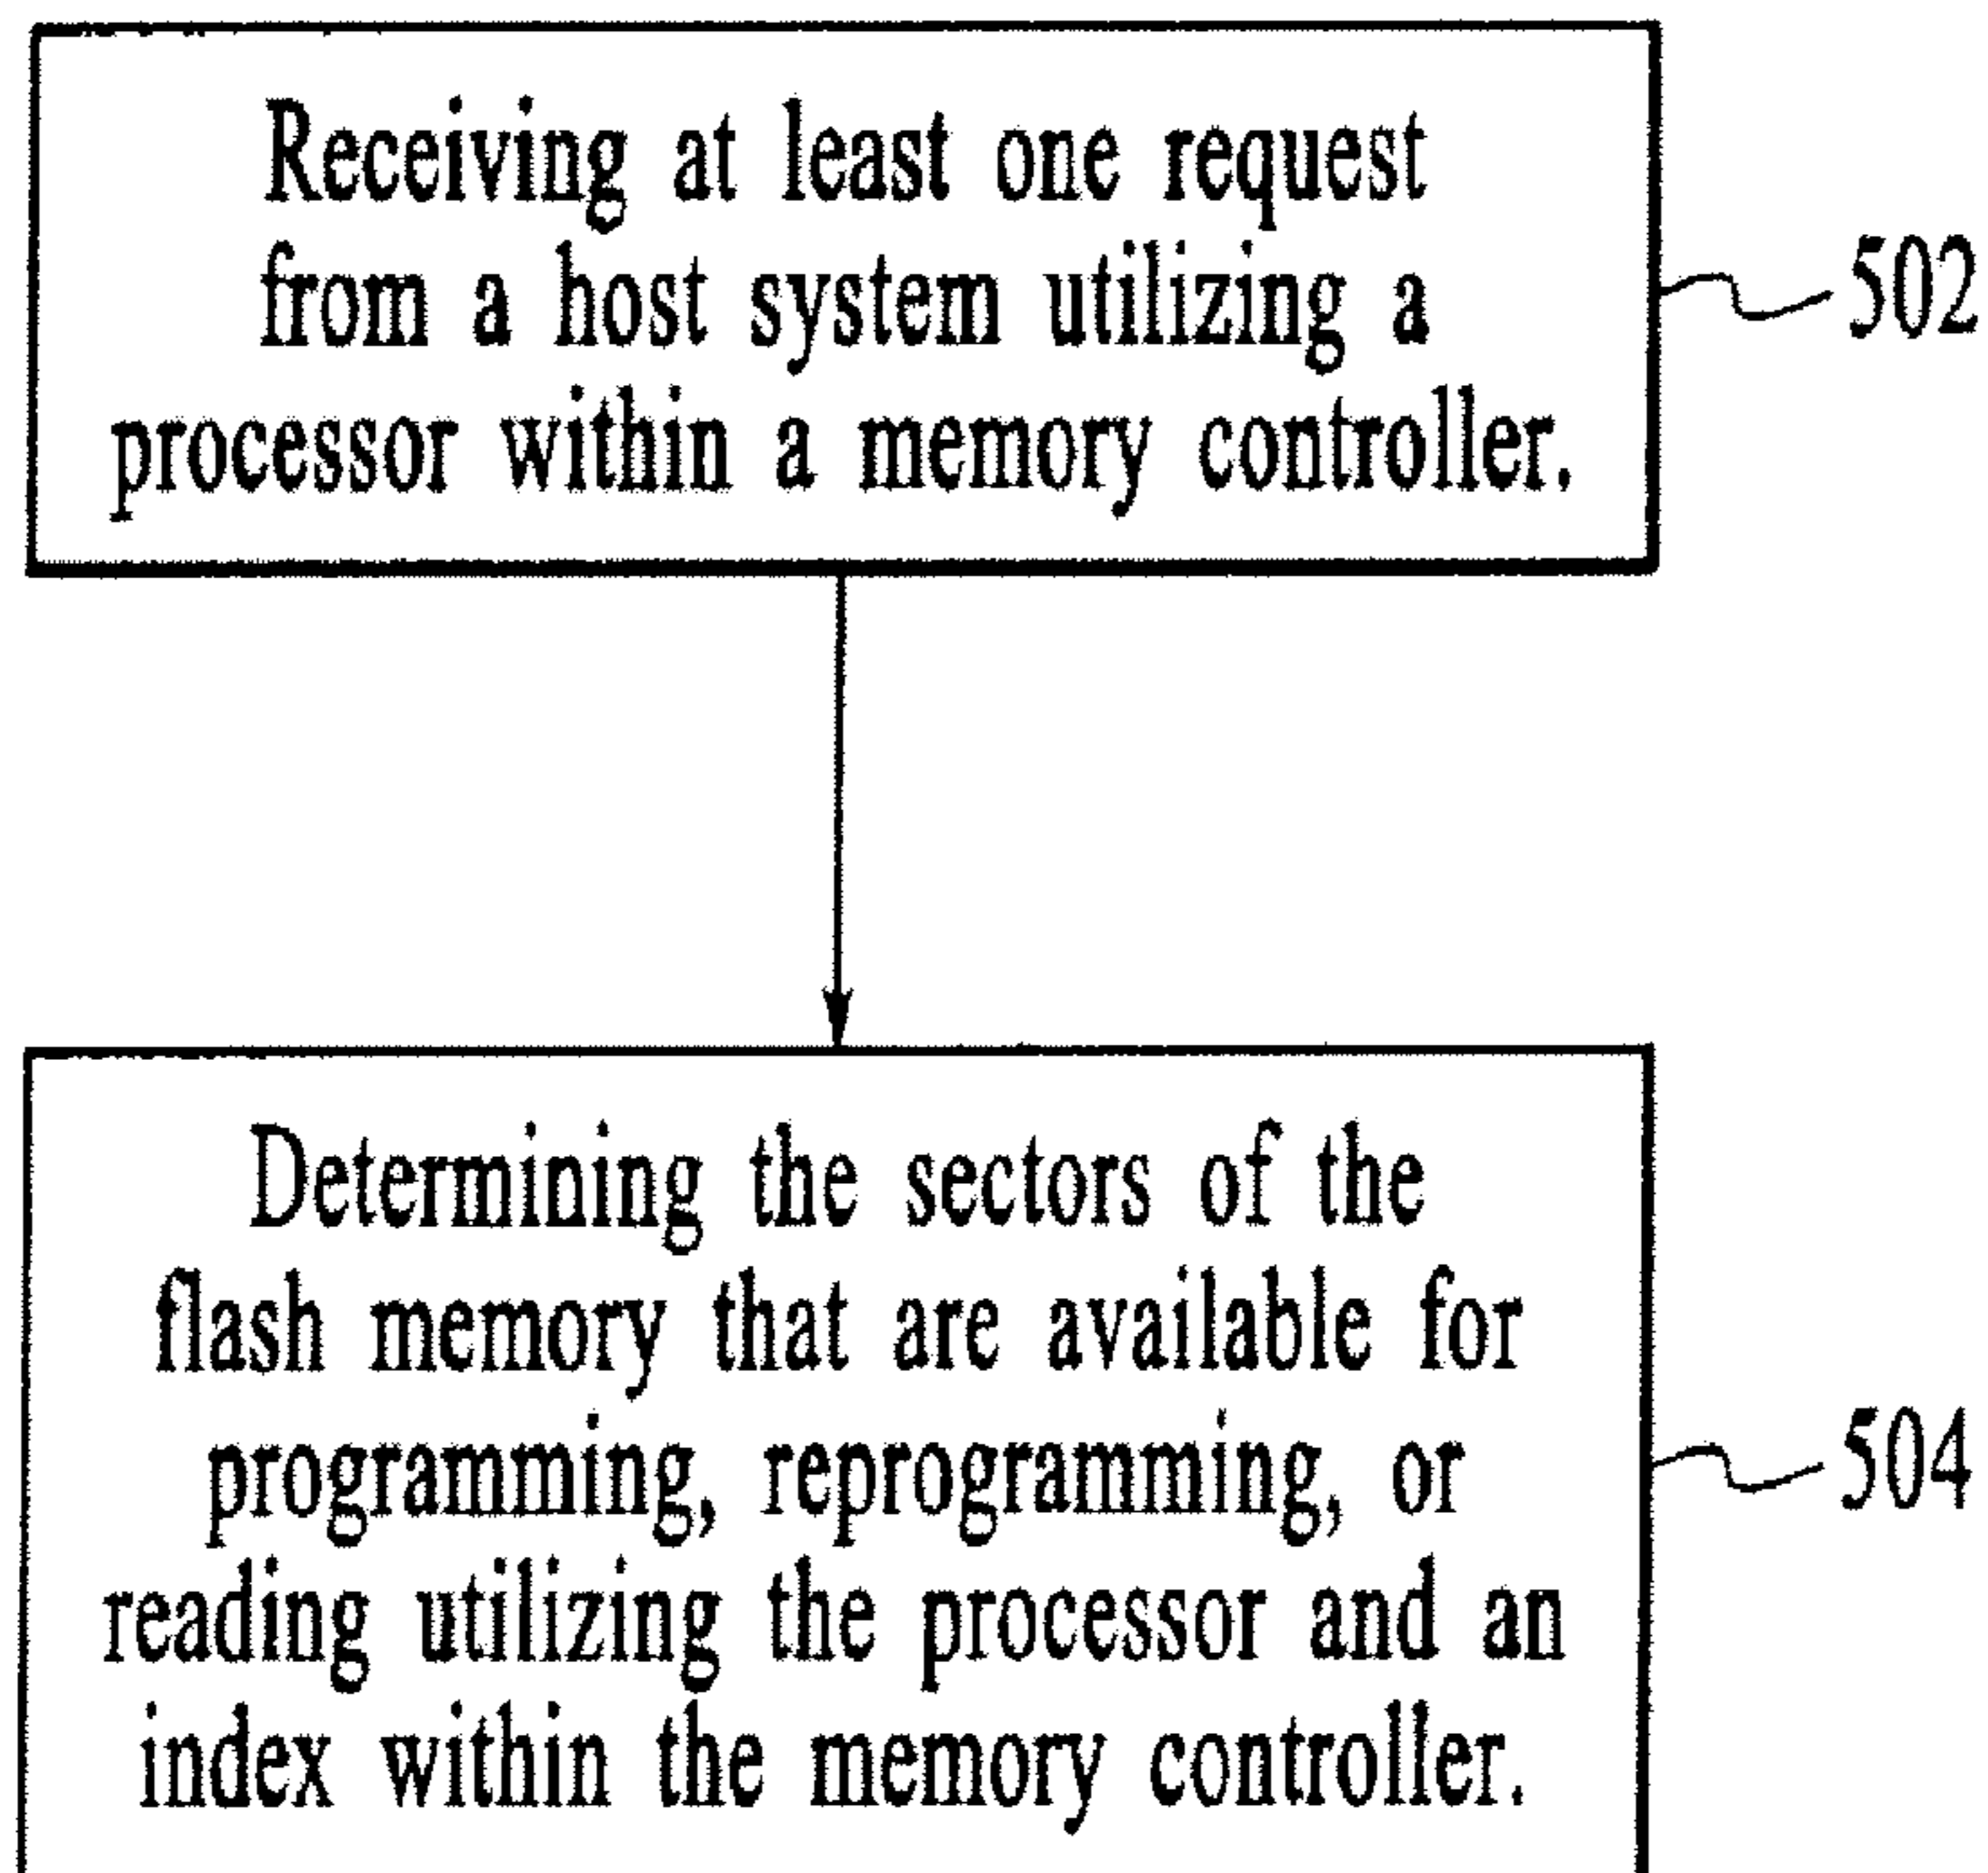 Receiving at least one request
from a host system utilizing a
processor within a memory controller.
502
Determining the sectors of the
flash memory that are available for
programming, reprogramming, or
reading utilizing the processor and an
index within the memory controller.
504